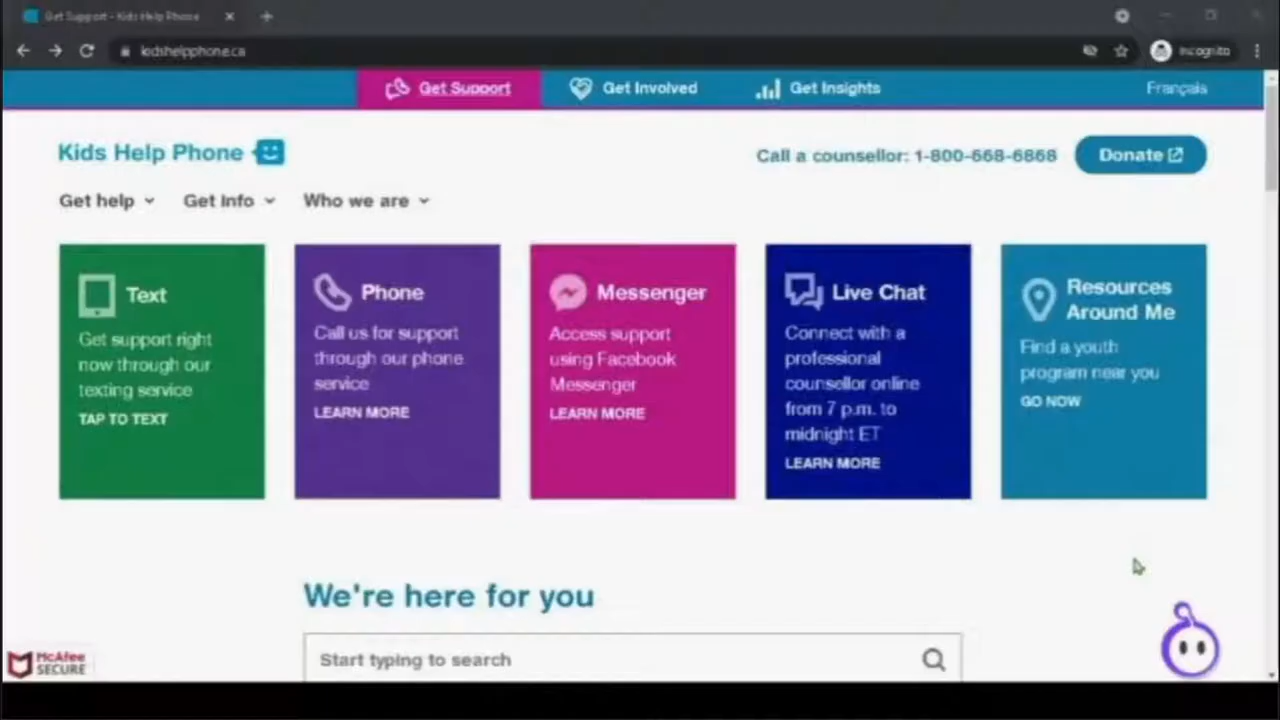 Get Support - Kids Help Phone
kidshelpphone.ca
Incognito
Get Support
Get Involved
Get Insights
Français
Kids Help Phone
Call a counsellor: 1-800-668-6868
Donate
Get help
Get Info
Who we are
Text
Get support right
now through our
texting service
TAP TO TEXT
Phone
Call us for support
through our phone
service
LEARN MORE
Messenger
Access support
using Facebook
Messenger
LEARN MORE
Live Chat
Connect with a
professional
counsellor online
from 7 p.m. to
midnight ET
LEARN MORE
Resources
Around Me
Find a youth
program near you
GO NOW
We're here for you
Start typing to search
McAfee
SECURE